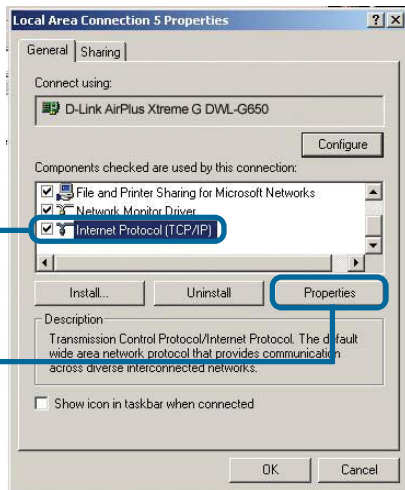 Local Area Connection 5 Properties
General Sharing
Connect using:
D-Link AirPlus Xtreme G DWL-G650
Configure
Components checked are used by this connection:
File and Printer Sharing for Microsoft Networks
Network Monitor Driver
Internet Protocol (TCP/IP)
Install... Uninstall Properties
Description
Transmission Control Protocol/Internet Protocol. The default
wide area network protocol that provides communication
across diverse interconnected networks.
Show icon in taskbar when connected
OK Cancel